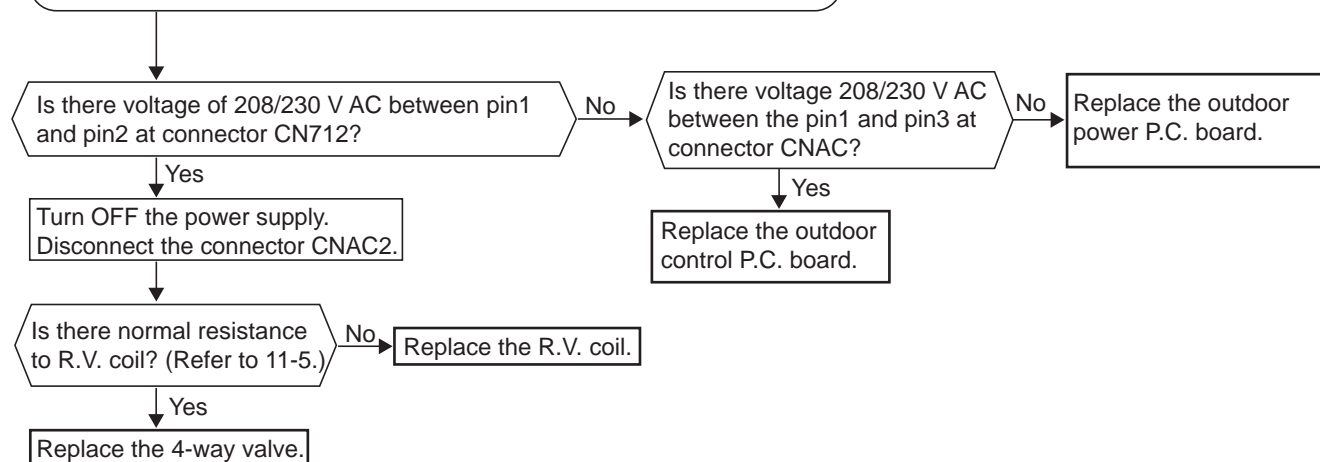 Is there voltage of 208/230 V AC between pin1
and pin2 at connector CN712?
No
Is there voltage 208/230 V AC
between the pin1 and pin3 at
connector CNAC?
No
Replace the outdoor
power P.C. board.
Yes
Yes
Turn OFF the power supply.
Disconnect the connector CNAC2.
Replace the outdoor
control P.C. board.
Is there normal resistance
to R.V. coil? (Refer to 11-5.)
No
Replace the R.V. coil.
Yes
Replace the 4-way valve.